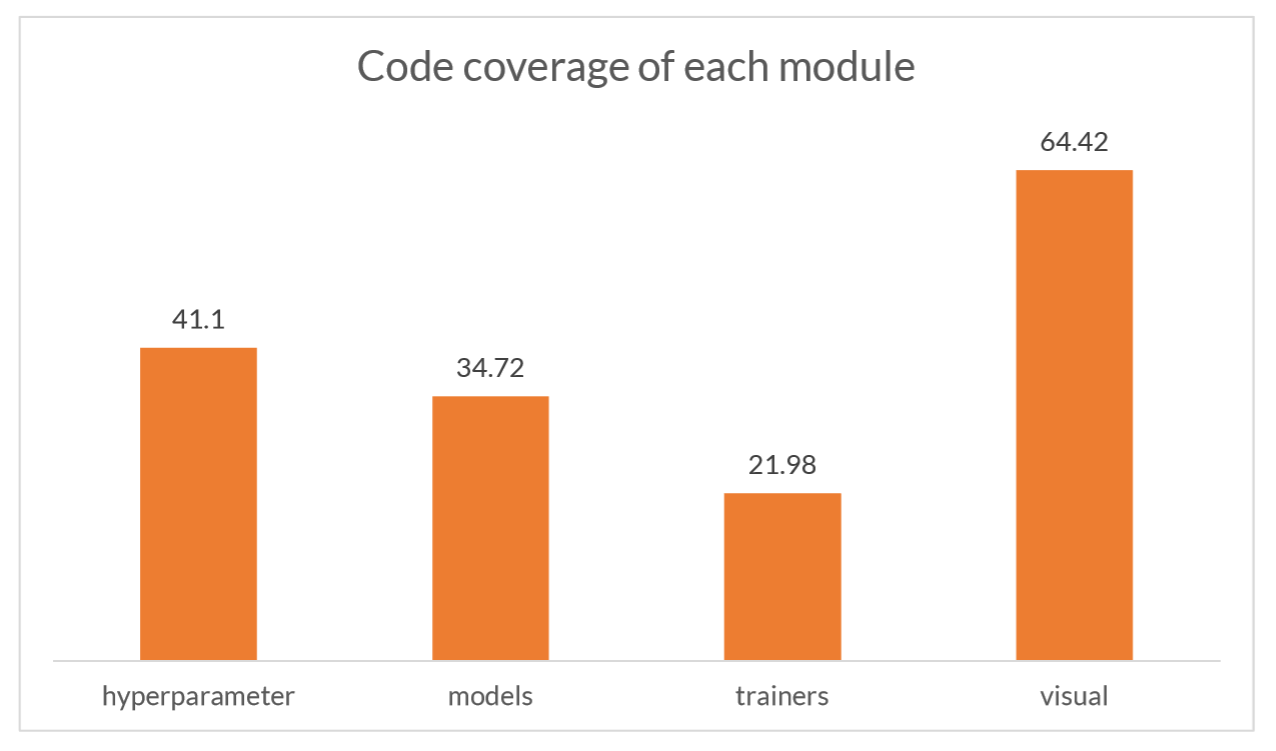 Code coverage of each module
64.42
41.1
34.72
21.98
hyperparameter
models
trainers
visual